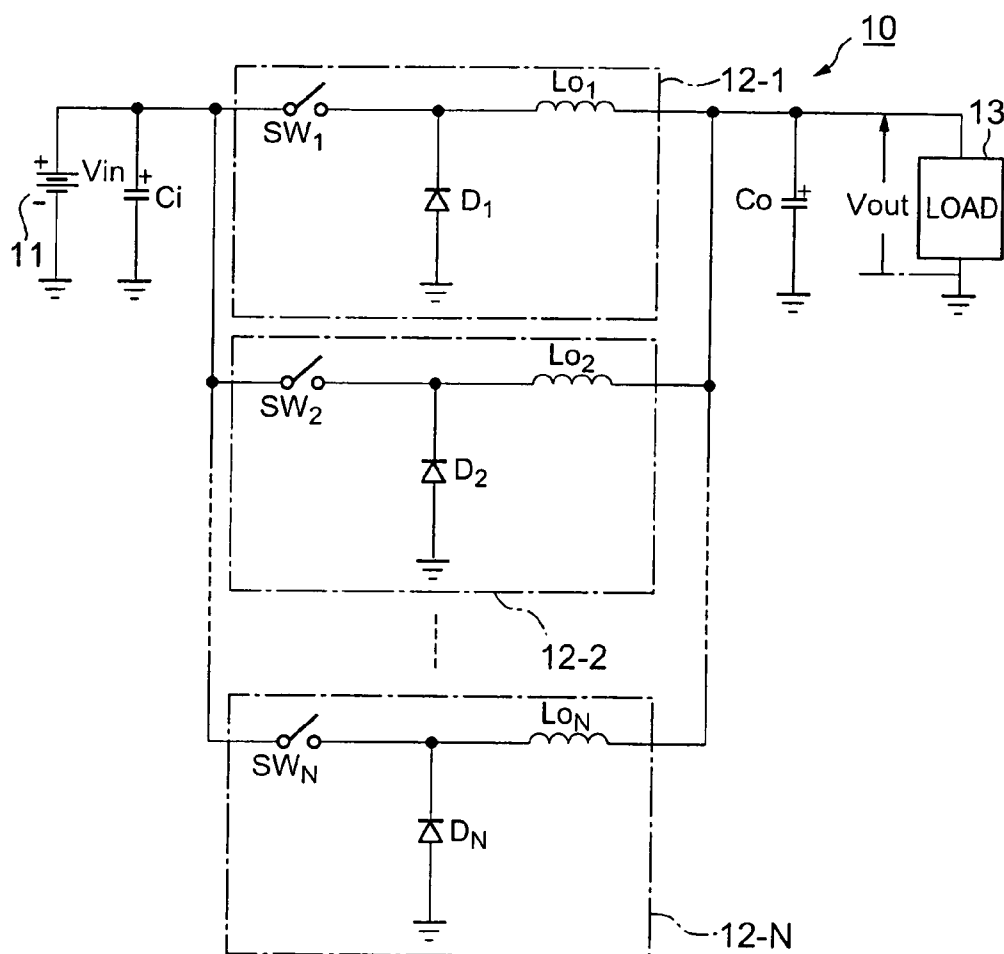 10
12-1
Lo1
SW1
D1
+
Vin
-
11
+
Ci
Co
+
Vout
13
LOAD
Lo2
SW2
D2
12-2
LoN
SWN
DN
12-N